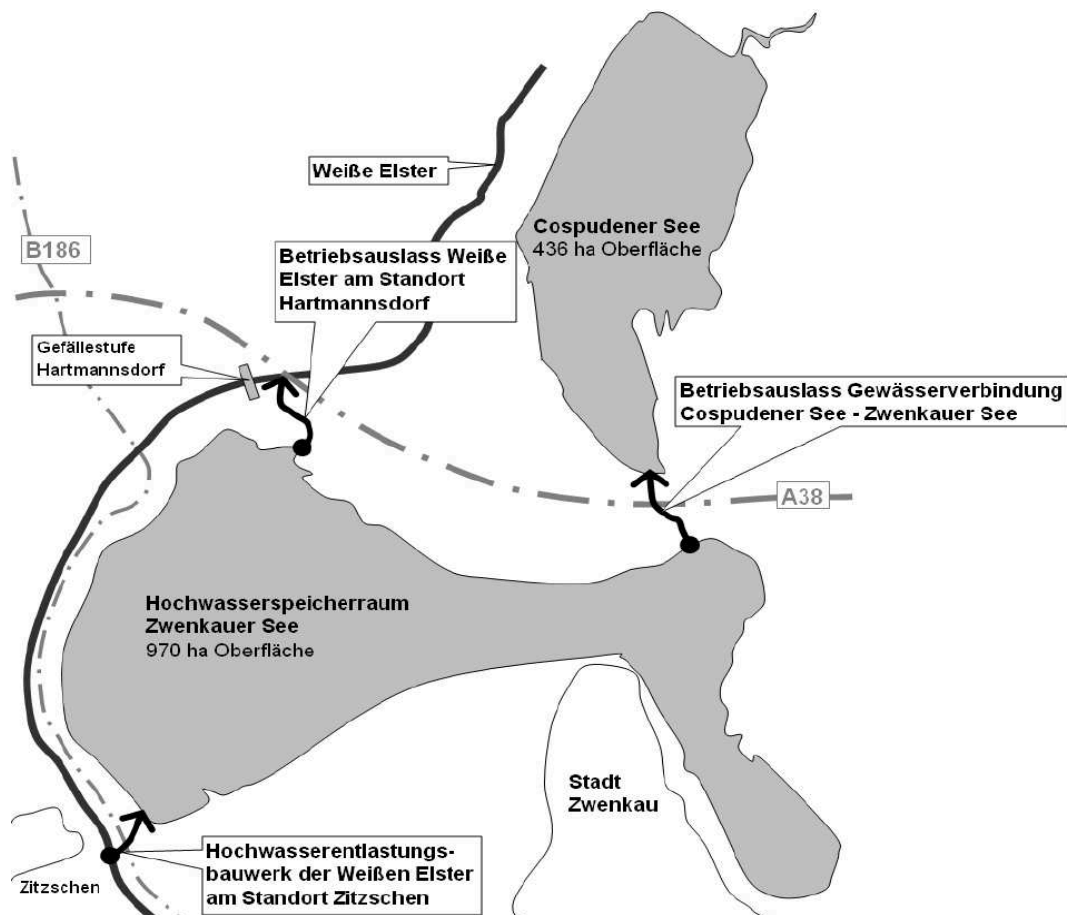 Weiße Elster
Cospudener See
436 ha Oberfläche
B186
Betriebsauslass Weiße
Elster am Standort
Hartmannsdorf
Gefällestufe
Hartmannsdorf
Betriebsauslass Gewässerverbindung
Cospudener See - Zwenkauer See
A38
Hochwasserspeicherraum
Zwenkauer See
970 ha Oberfläche
Stadt
Zwenkau
Hochwasserentlastungs-
bauwerk der Weißen Elster
am Standort Zitzschen
Zitzschen